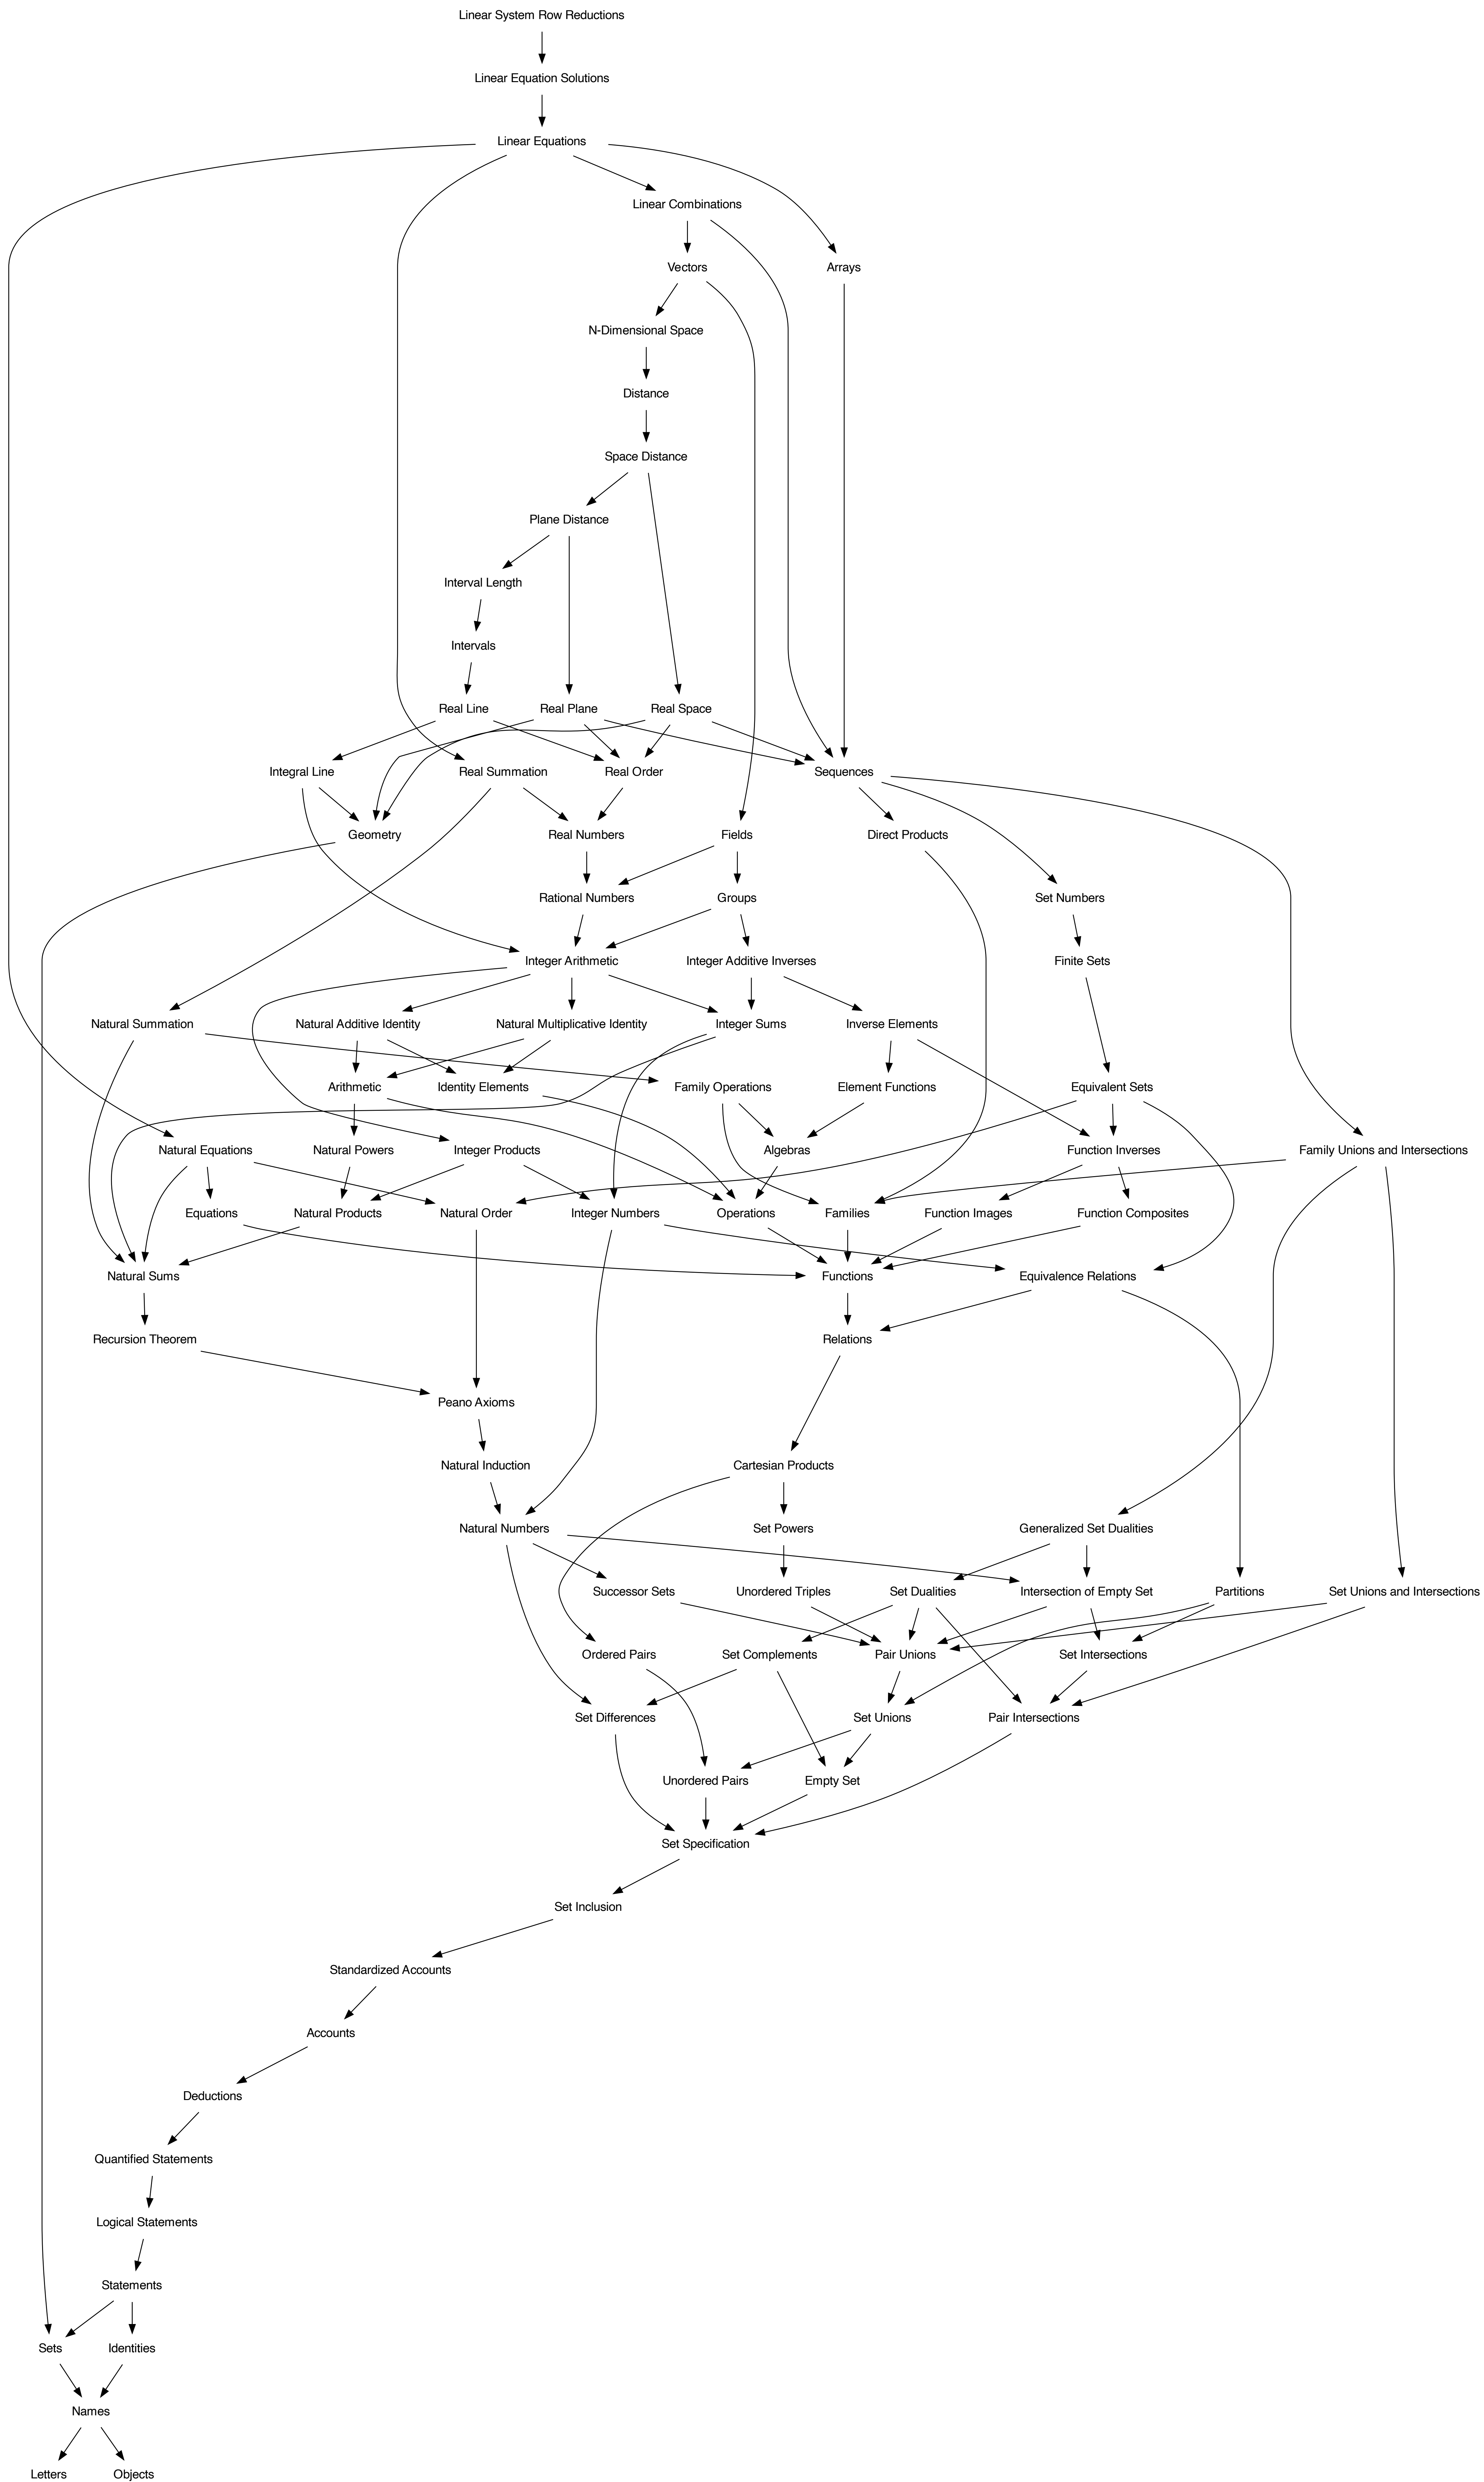 Linear System Row Reductions
Linear Equation Solutions
Linear Equations
Linear Combinations
Vectors
Arrays
N-Dimensional Space
Distance
Space Distance
Plane Distance
Interval Length
Intervals
Real Line
Real Plane
Real Space
Integral Line
Real Summation
Real Order
Sequences
Geometry
Real Numbers
Fields
Direct Products
Rational Numbers
Groups
Set Numbers
Integer Arithmetic
Integer Additive Inverses
Finite Sets
Natural Summation
Natural Additive Identity
Natural Multiplicative Identity
Integer Sums
Inverse Elements
Arithmetic
Identity Elements
Family Operations
Element Functions
Equivalent Sets
Natural Equations
Natural Powers
Integer Products
Algebras
Function Inverses
Family Unions and Intersections
Equations
Natural Products
Natural Order
Integer Numbers
Operations
Families
Function Images
Function Composites
Natural Sums
Functions
Equivalence Relations
Recursion Theorem
Relations
Peano Axioms
Natural Induction
Cartesian Products
Natural Numbers
Set Powers
Generalized Set Dualities
Successor Sets
Unordered Triples
Set Dualities
Intersection of Empty Set
Partitions
Set Unions and Intersections
Ordered Pairs
Set Complements
Pair Unions
Set Intersections
Set Differences
Set Unions
Pair Intersections
Unordered Pairs
Empty Set
Set Specification
Set Inclusion
Standardized Accounts
Accounts
Deductions
Quantified Statements
Logical Statements
Statements
Sets
Identities
Names
Letters
Objects